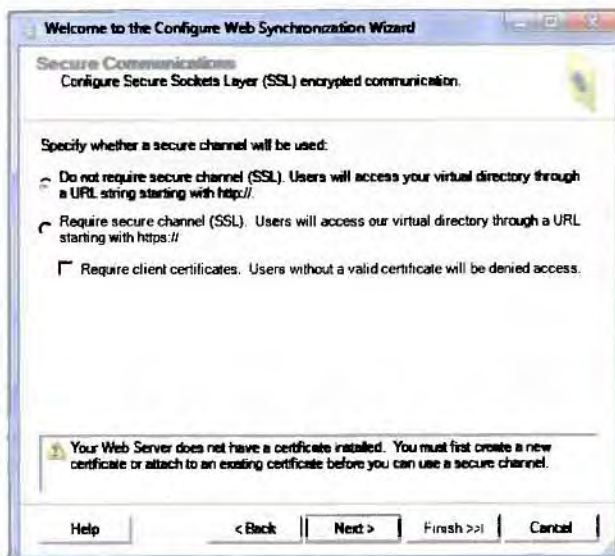 Welcome to the Configure Web Synchronization Wizard
Secure Communications
Configure Secure Sockets Layer (SSL) encrypted communication.
Specify whether a secure channel will be used:
Do not require secure channel (SSL). Users will access your virtual directory through
a URL string starting with http://.
Require secure channel (SSL). Users will access our virtual directory through a URL
starting with https://
Require client certificates. Users without a valid certificate will be denied access.
Your Web Server does not have a certificate installed. You must first create a new
certificate or attach to an existing certificate before you can use a secure channel.
Help < Back Next > Finish >>| Cancel